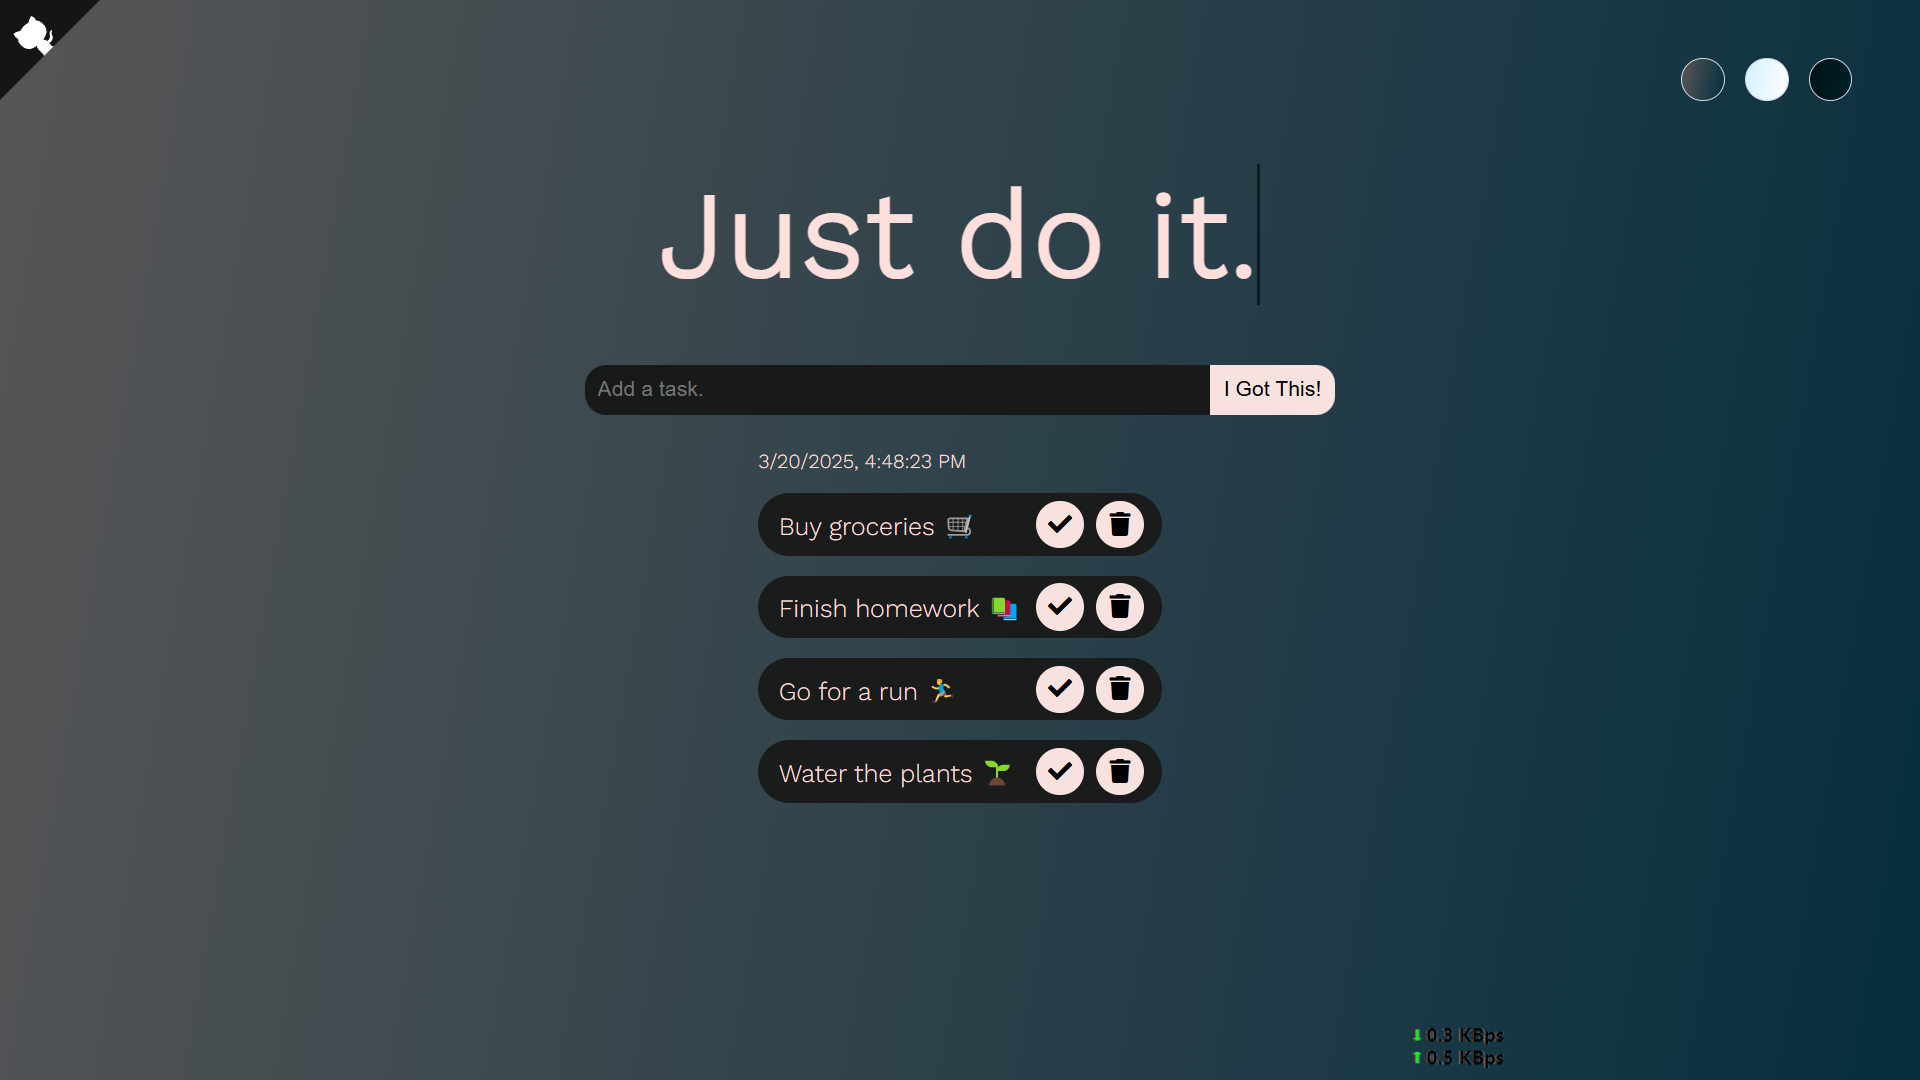 Just do it.
Add a task.
I Got This!
3/20/2025, 4:48:23 PM
Buy groceries 🛒
Finish homework 📚
Go for a run 🏃‍♂️
Water the plants 🌱
0.3 KBps
0.5 KBps